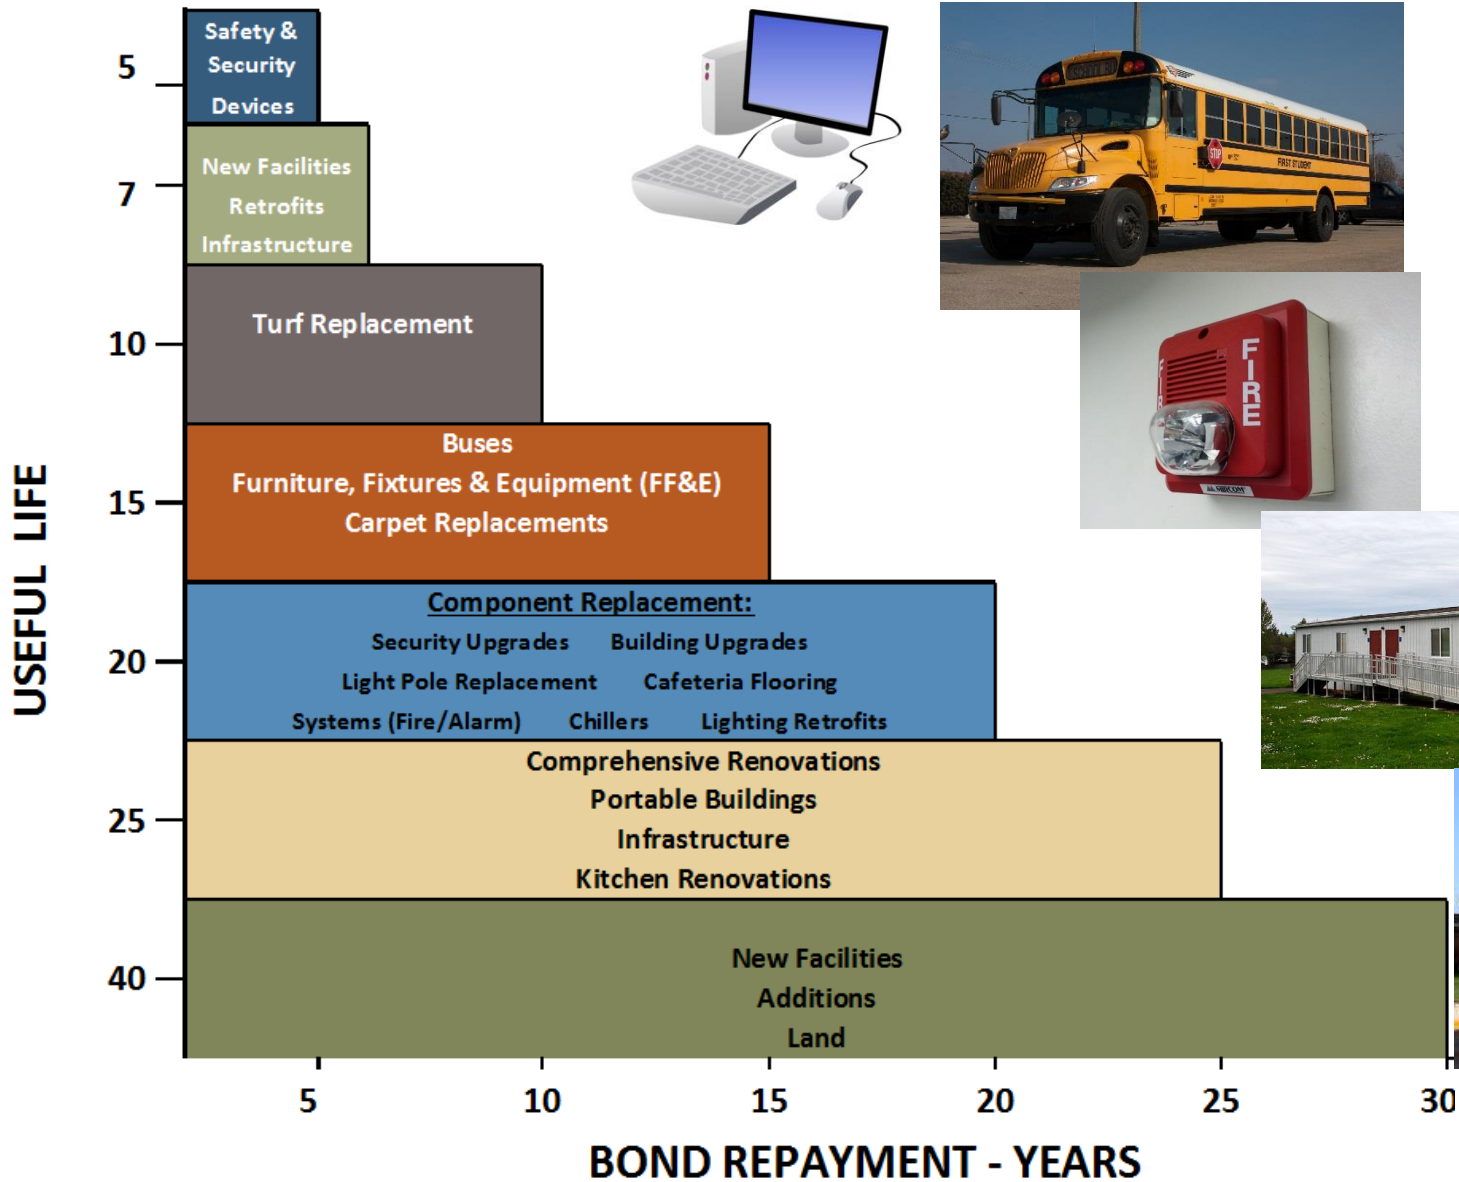 Safety &
Security
Devices
New Facilities
Retrofits
Infrastructure
Turf Replacement
Buses
Furniture, Fixtures & Equipment (FF&E)
Carpet Replacements
Component Replacement:
Security Upgrades Building Upgrades
Light Pole Replacement Cafeteria Flooring
Systems (Fire/Alarm) Chillers Lighting Retrofits
Comprehensive Renovations
Portable Buildings
Infrastructure
Kitchen Renovations
New Facilities
Additions
Land
USEFUL LIFE
5
7
10
15
20
25
40
5 10 15 20 25 30
BOND REPAYMENT - YEARS
STOP
FIRST STUDENT
FIRE